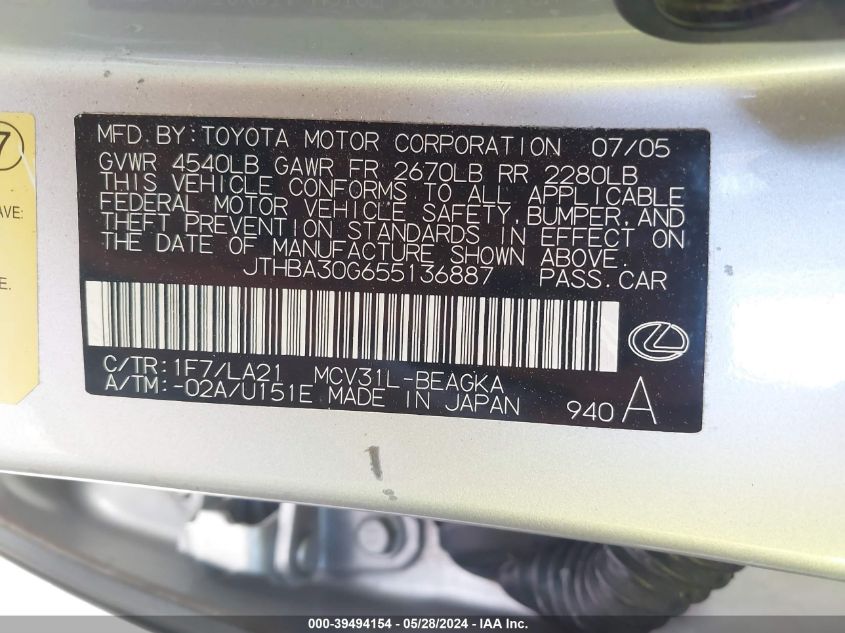 MFD. BY: TOYOTA MOTOR CORPORATION 07/05
GVWR 4540LB GAWR FR 2670LB RR 2280LB
THIS VEHICLE CONFORMS TO ALL APPLICABLE
FEDERAL MOTOR VEHICLE SAFETY, BUMPER, AND
THEFT PREVENTION STANDARDS IN EFFECT ON
THE DATE OF MANUFACTURE SHOWN ABOVE.
JTHBA30G655136887 PASS. CAR
C/TR: 1F7/LA21 MCV31L-BEAGKA
A/TM: -02A/U151E MADE IN JAPAN 940 A
7
AVE:
E.
000-39494154 / 05/28/2024 - IAA Inc.